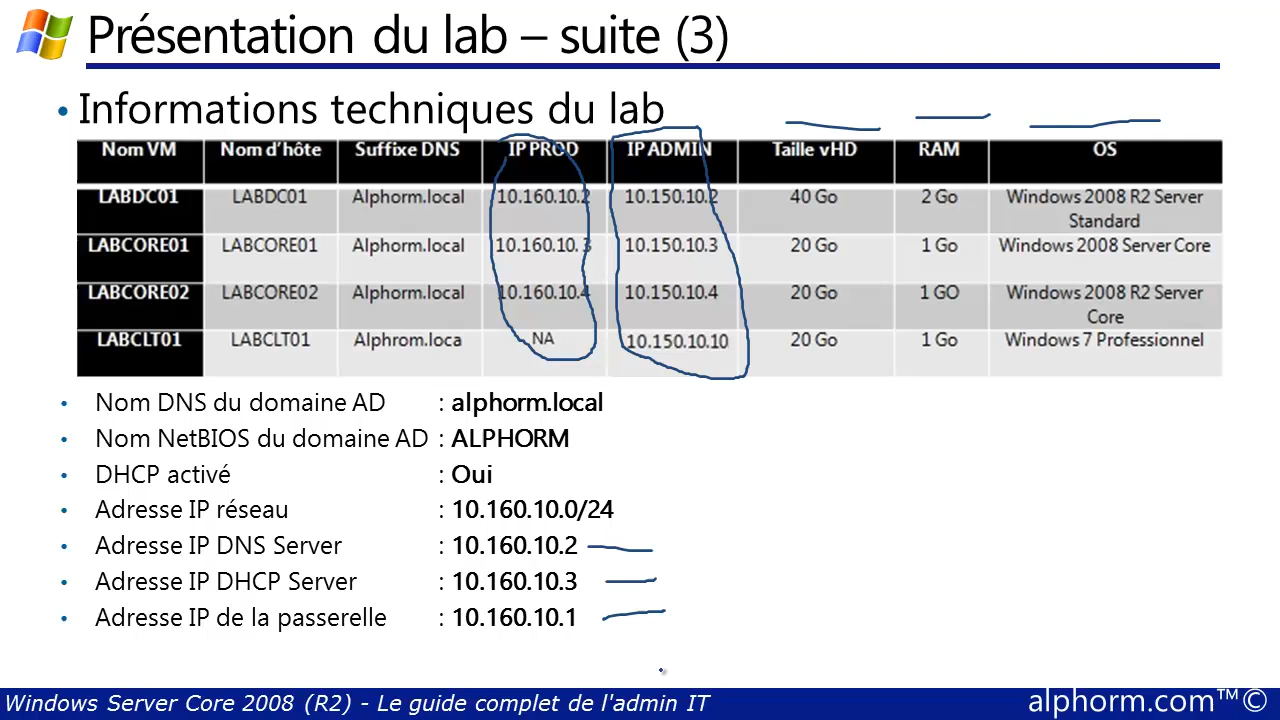 Présentation du lab – suite (3)
• Informations techniques du lab
Nom VM Nom d'hôte Suffixe DNS IP PROD IP ADMIN Taille vHD RAM OS
LABDC01 LABDC01 Alphorm.local 10.160.10.2 10.150.10.2 40 Go 2 Go Windows 2008 R2 Server
Standard
LABCORE01 LABCORE01 Alphorm.local 10.160.10.3 10.150.10.3 20 Go 1 Go Windows 2008 Server Core
LABCORE02 LABCORE02 Alphorm.local 10.160.10.4 10.150.10.4 20 Go 1 GO Windows 2008 R2 Server
Core
LABCLT01 LABCLT01 Alphrom.loca NA 10.150.10.10 20 Go 1 Go Windows 7 Professionnel
• Nom DNS du domaine AD : alphorm.local
• Nom NetBIOS du domaine AD : ALPHORM
• DHCP activé : Oui
• Adresse IP réseau : 10.160.10.0/24
• Adresse IP DNS Server : 10.160.10.2
• Adresse IP DHCP Server : 10.160.10.3
• Adresse IP de la passerelle : 10.160.10.1
Windows Server Core 2008 (R2) - Le guide complet de l'admin IT alphorm.com™©